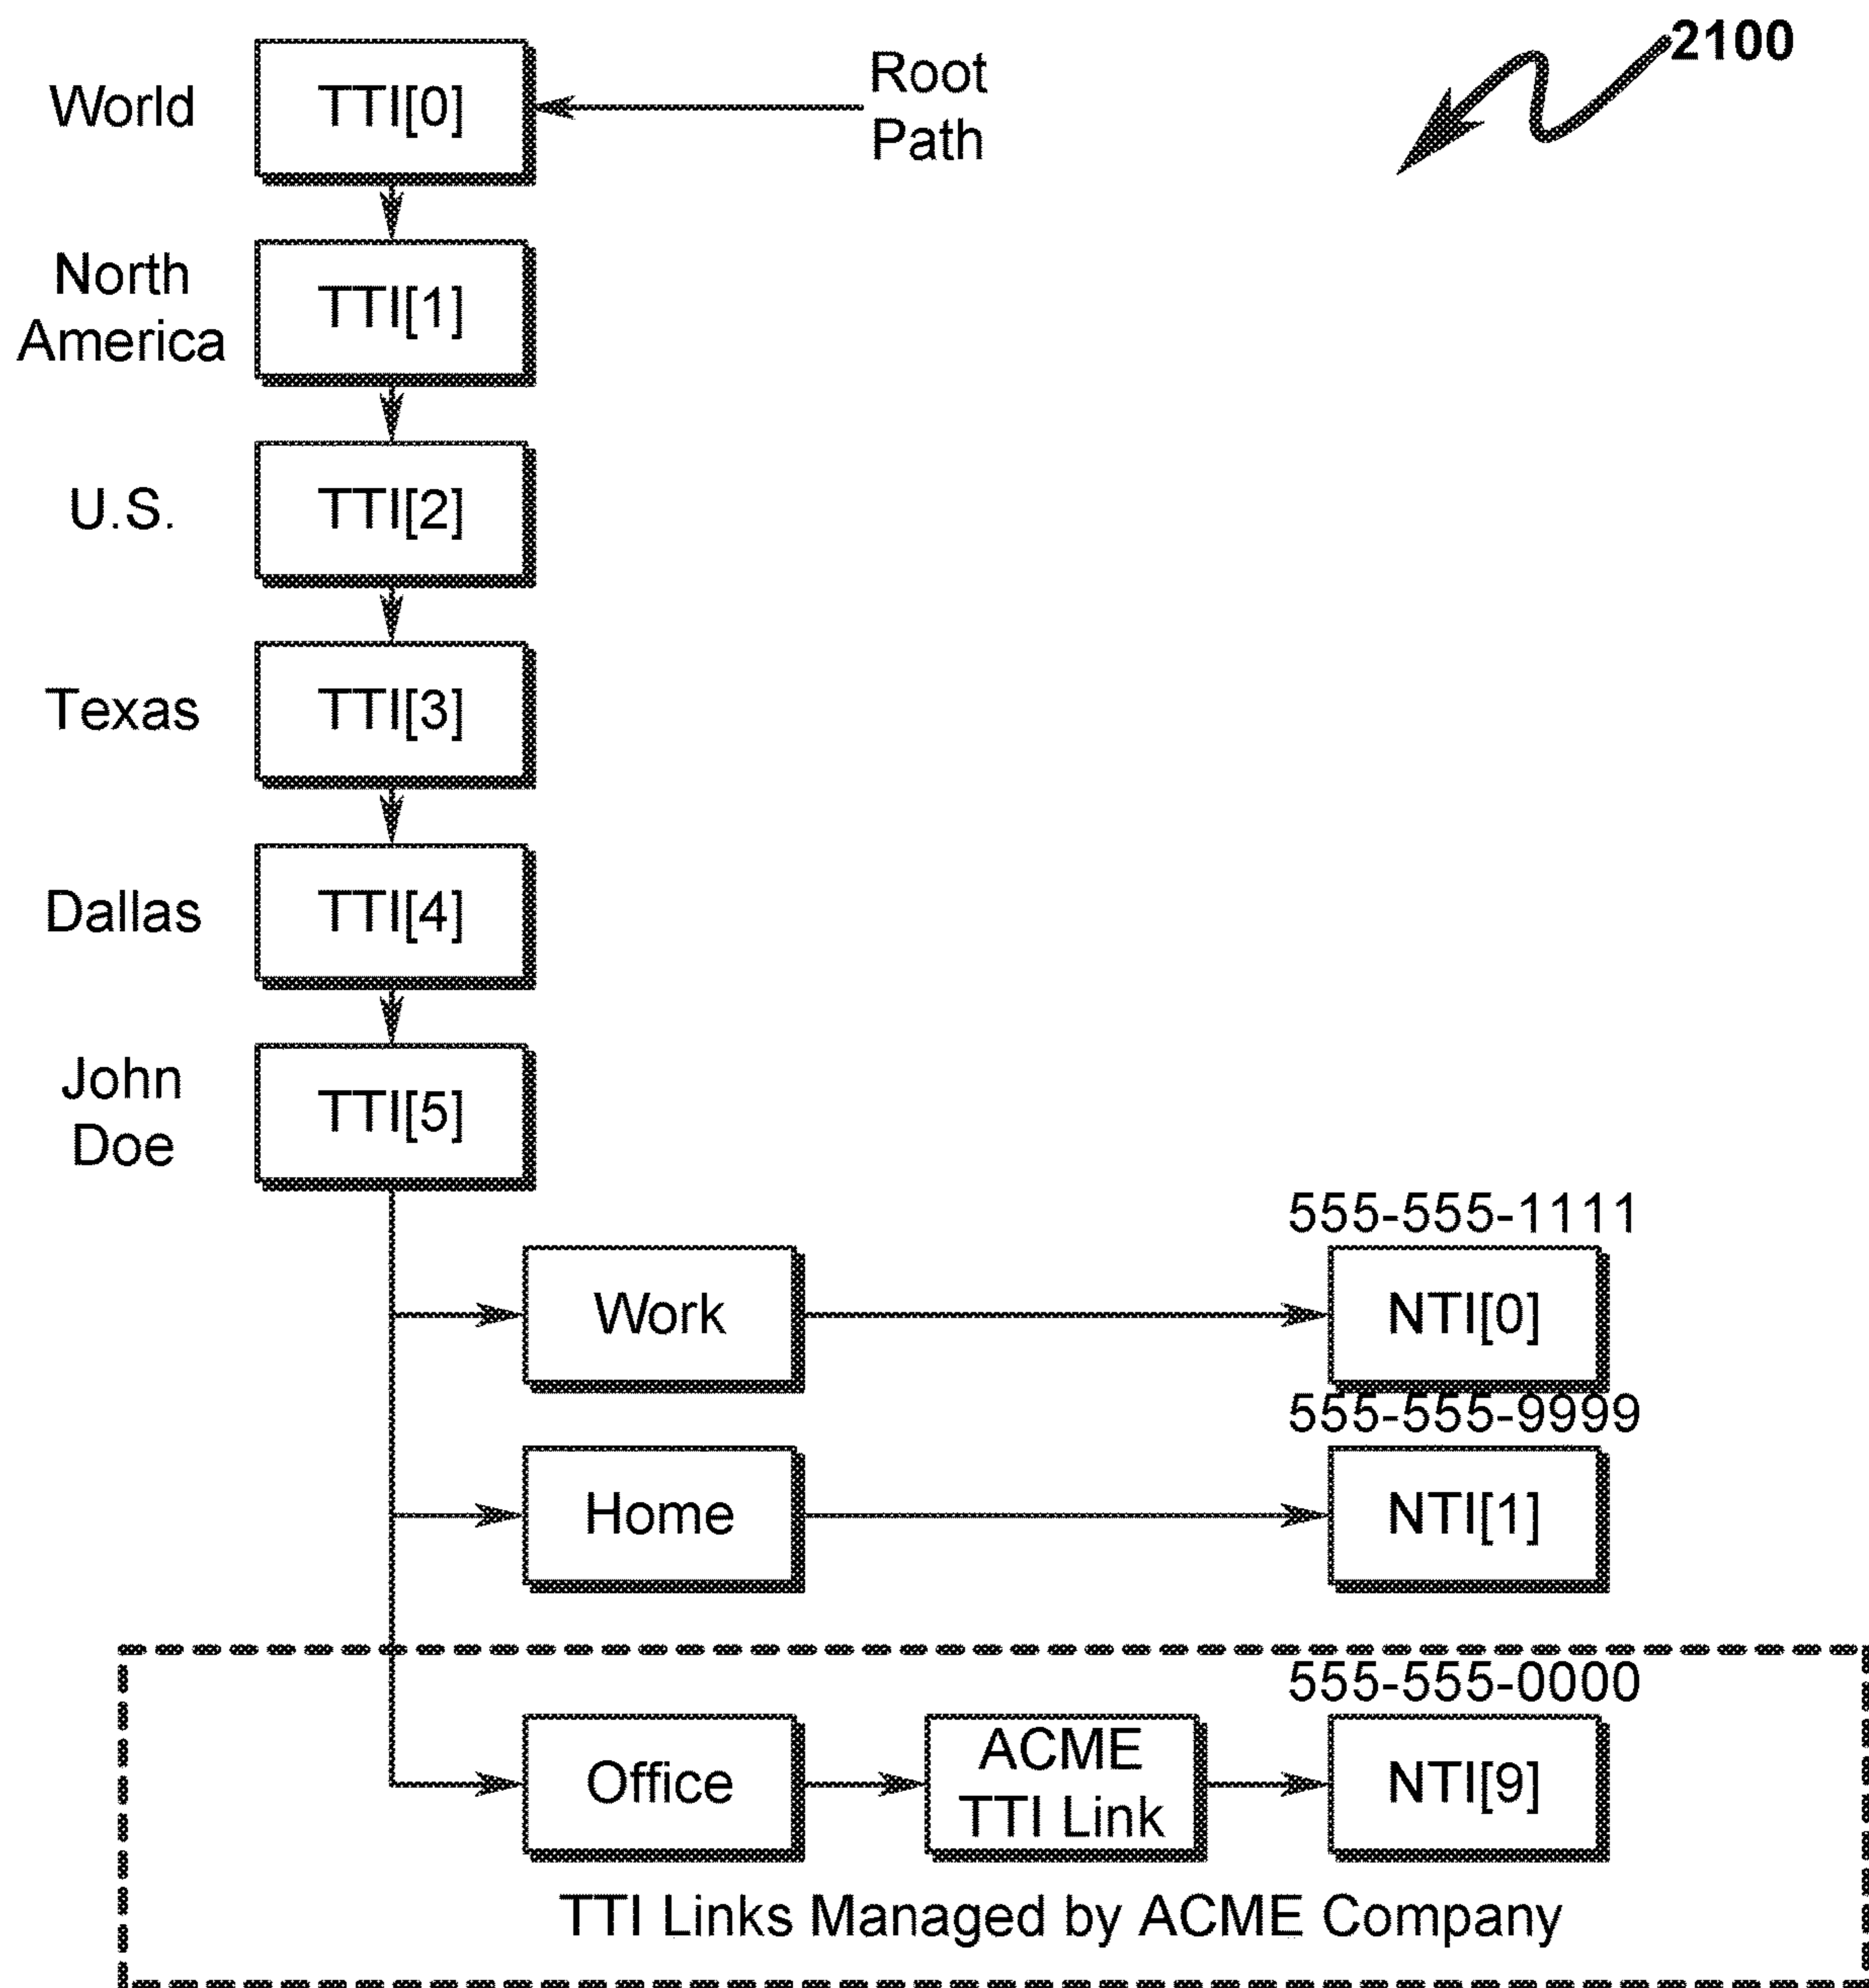 2100
World
TTI[0]
Root
Path
North
America
TTI[1]
U.S.
TTI[2]
Texas
TTI[3]
Dallas
TTI[4]
John
Doe
TTI[5]
555-555-1111
Work
NTI[0]
555-555-9999
Home
NTI[1]
555-555-0000
Office
ACME
TTI Link
NTI[9]
TTI Links Managed by ACME Company